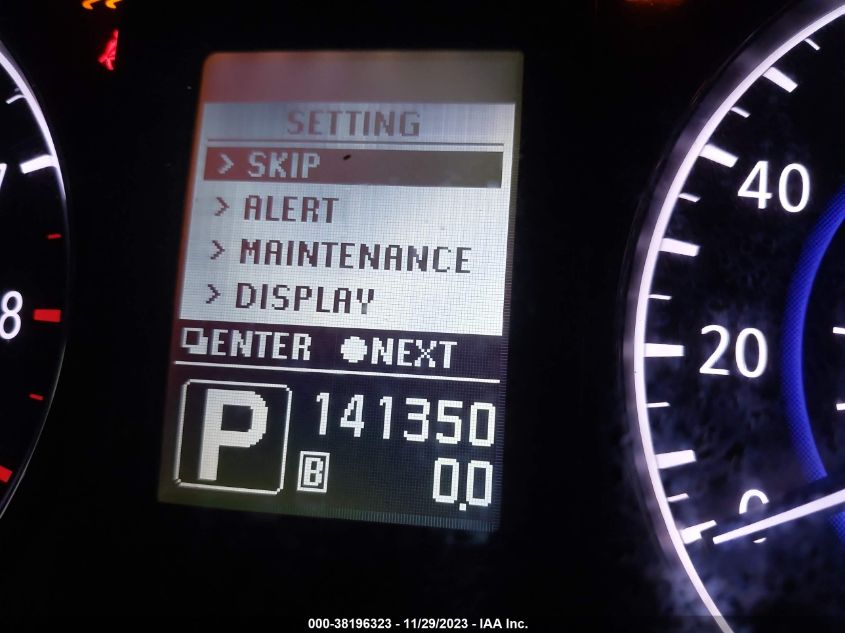 SETTING
> SKIP
> ALERT
> MAINTENANCE
> DISPLAY
ENTER NEXT
P 141350
B 0.0
8
40
20
0
000-38196323 - 11/29/2023 - IAA Inc.